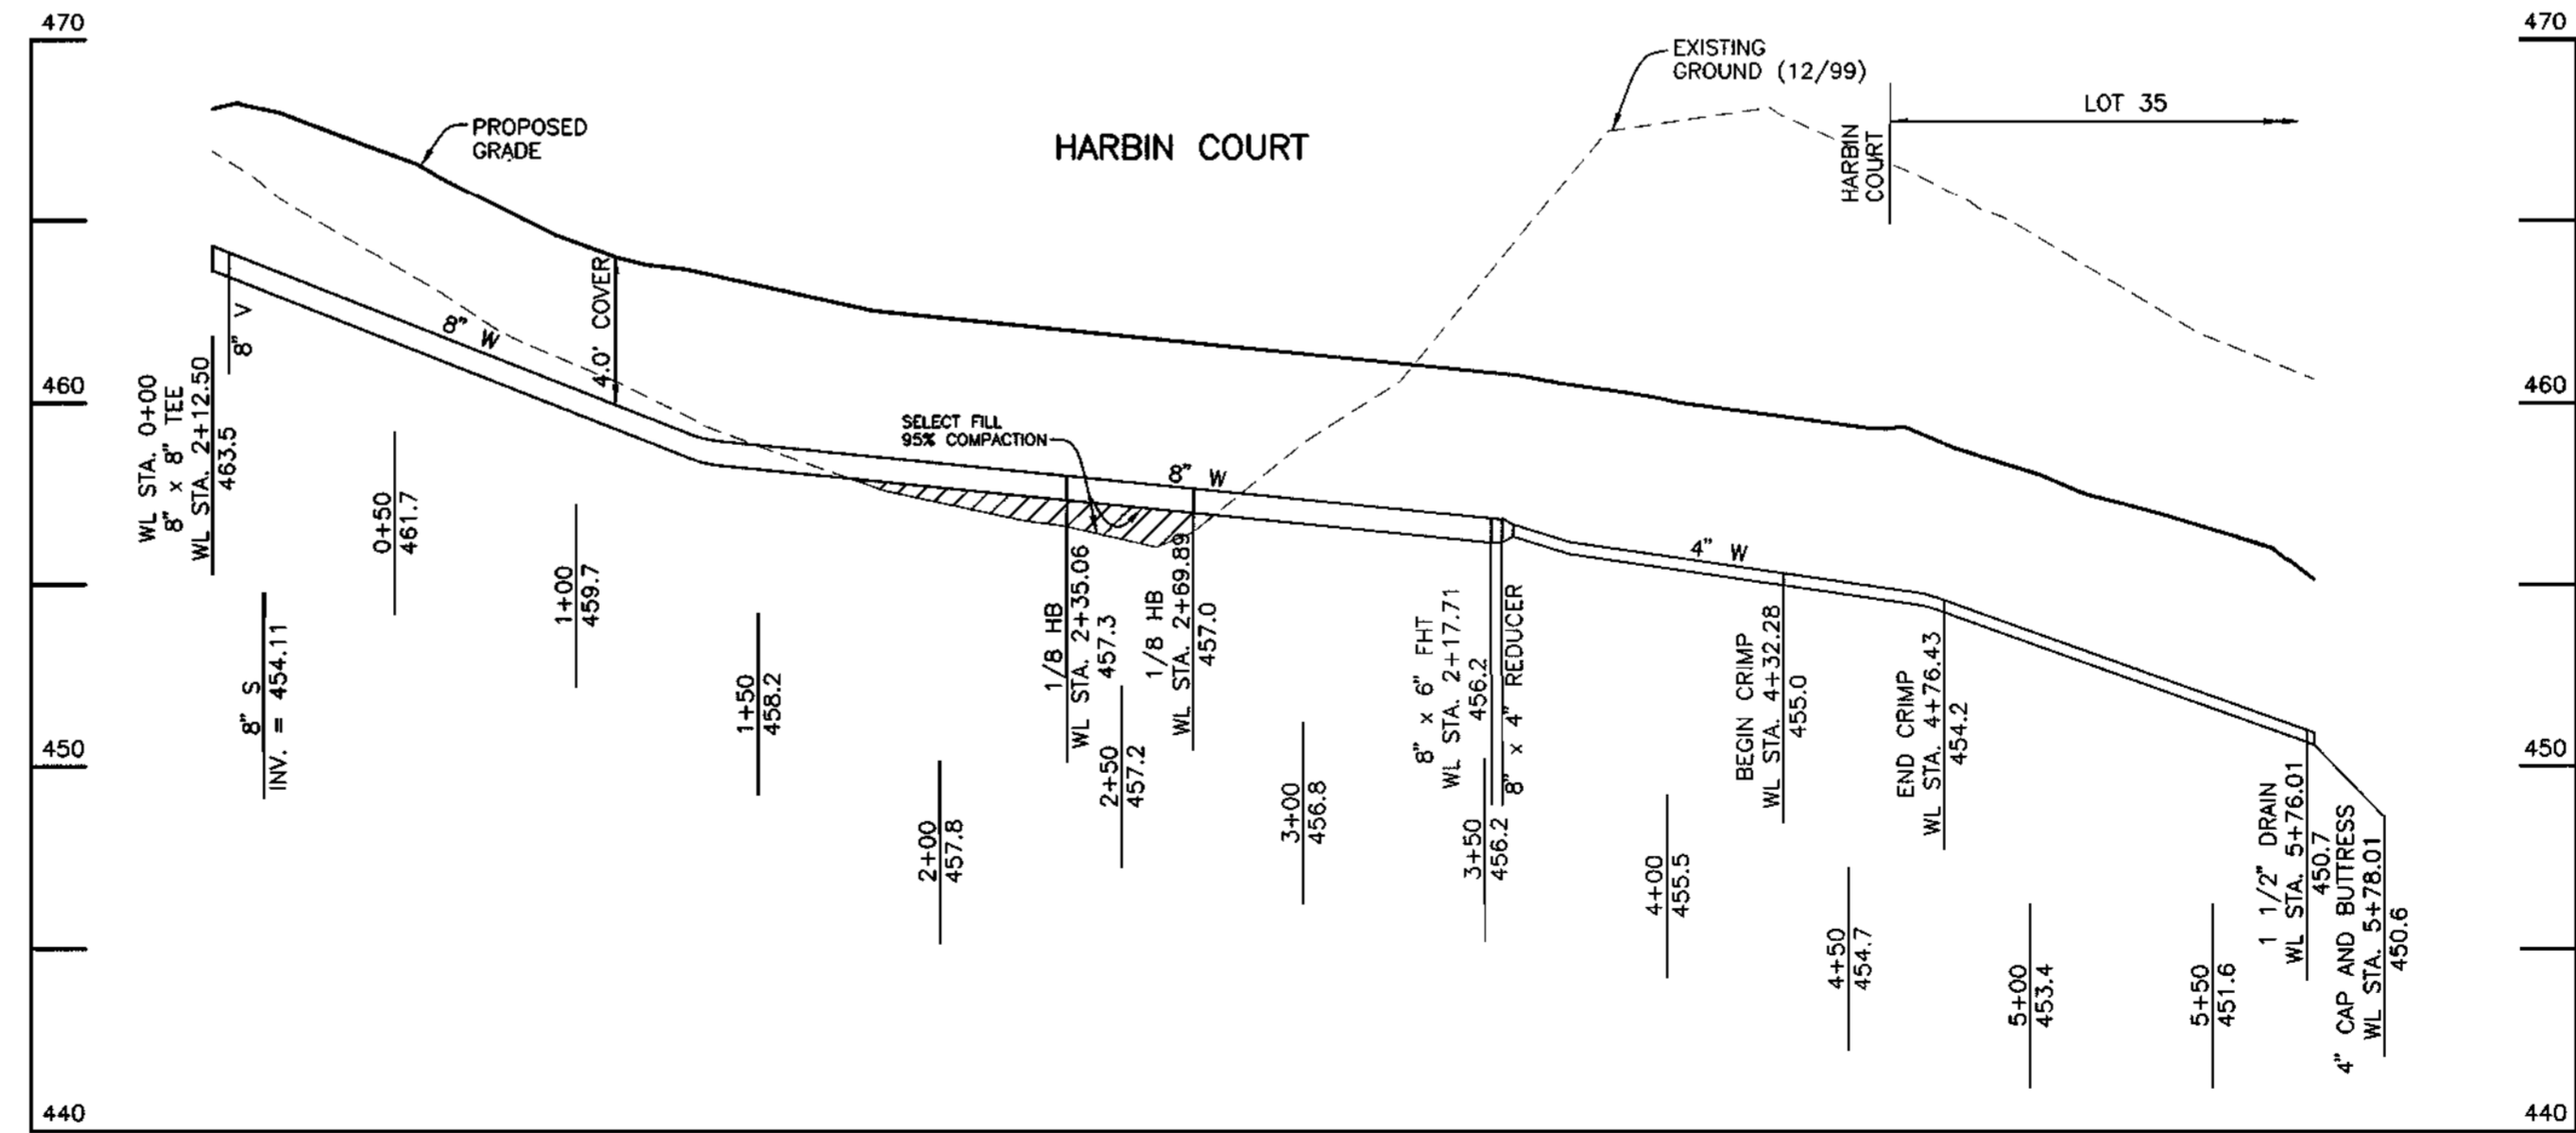 470
470
EXISTING
GROUND (12/99)
LOT 35
PROPOSED
GRADE
HARBIN COURT
HARBIN
COURT
4.0' COVER
8" W
8" V
WL STA. 0+00
8" x 8" TEE
WL STA. 2+12.50
463.5
460
460
SELECT FILL
95% COMPACTION
8" W
4" W
0+50
461.7
1+00
459.7
8" S
INV. = 454.11
1+50
458.2
2+00
457.8
1/8 HB
WL STA. 2+35.06
457.3
2+50
457.2
1/8 HB
WL STA. 2+69.89
457.0
3+00
456.8
8" x 6" FHT
WL STA. 2+17.71
456.2
8" x 4" REDUCER
3+50
456.2
4+00
455.5
BEGIN CRIMP
WL STA. 4+32.28
455.0
4+50
454.7
END CRIMP
WL STA. 4+76.43
454.2
5+00
453.4
5+50
451.6
1 1/2" DRAIN
WL STA. 5+76.01
450.7
4" CAP AND BUTTRESS
WL STA. 5+78.01
450.6
450
450
440
440